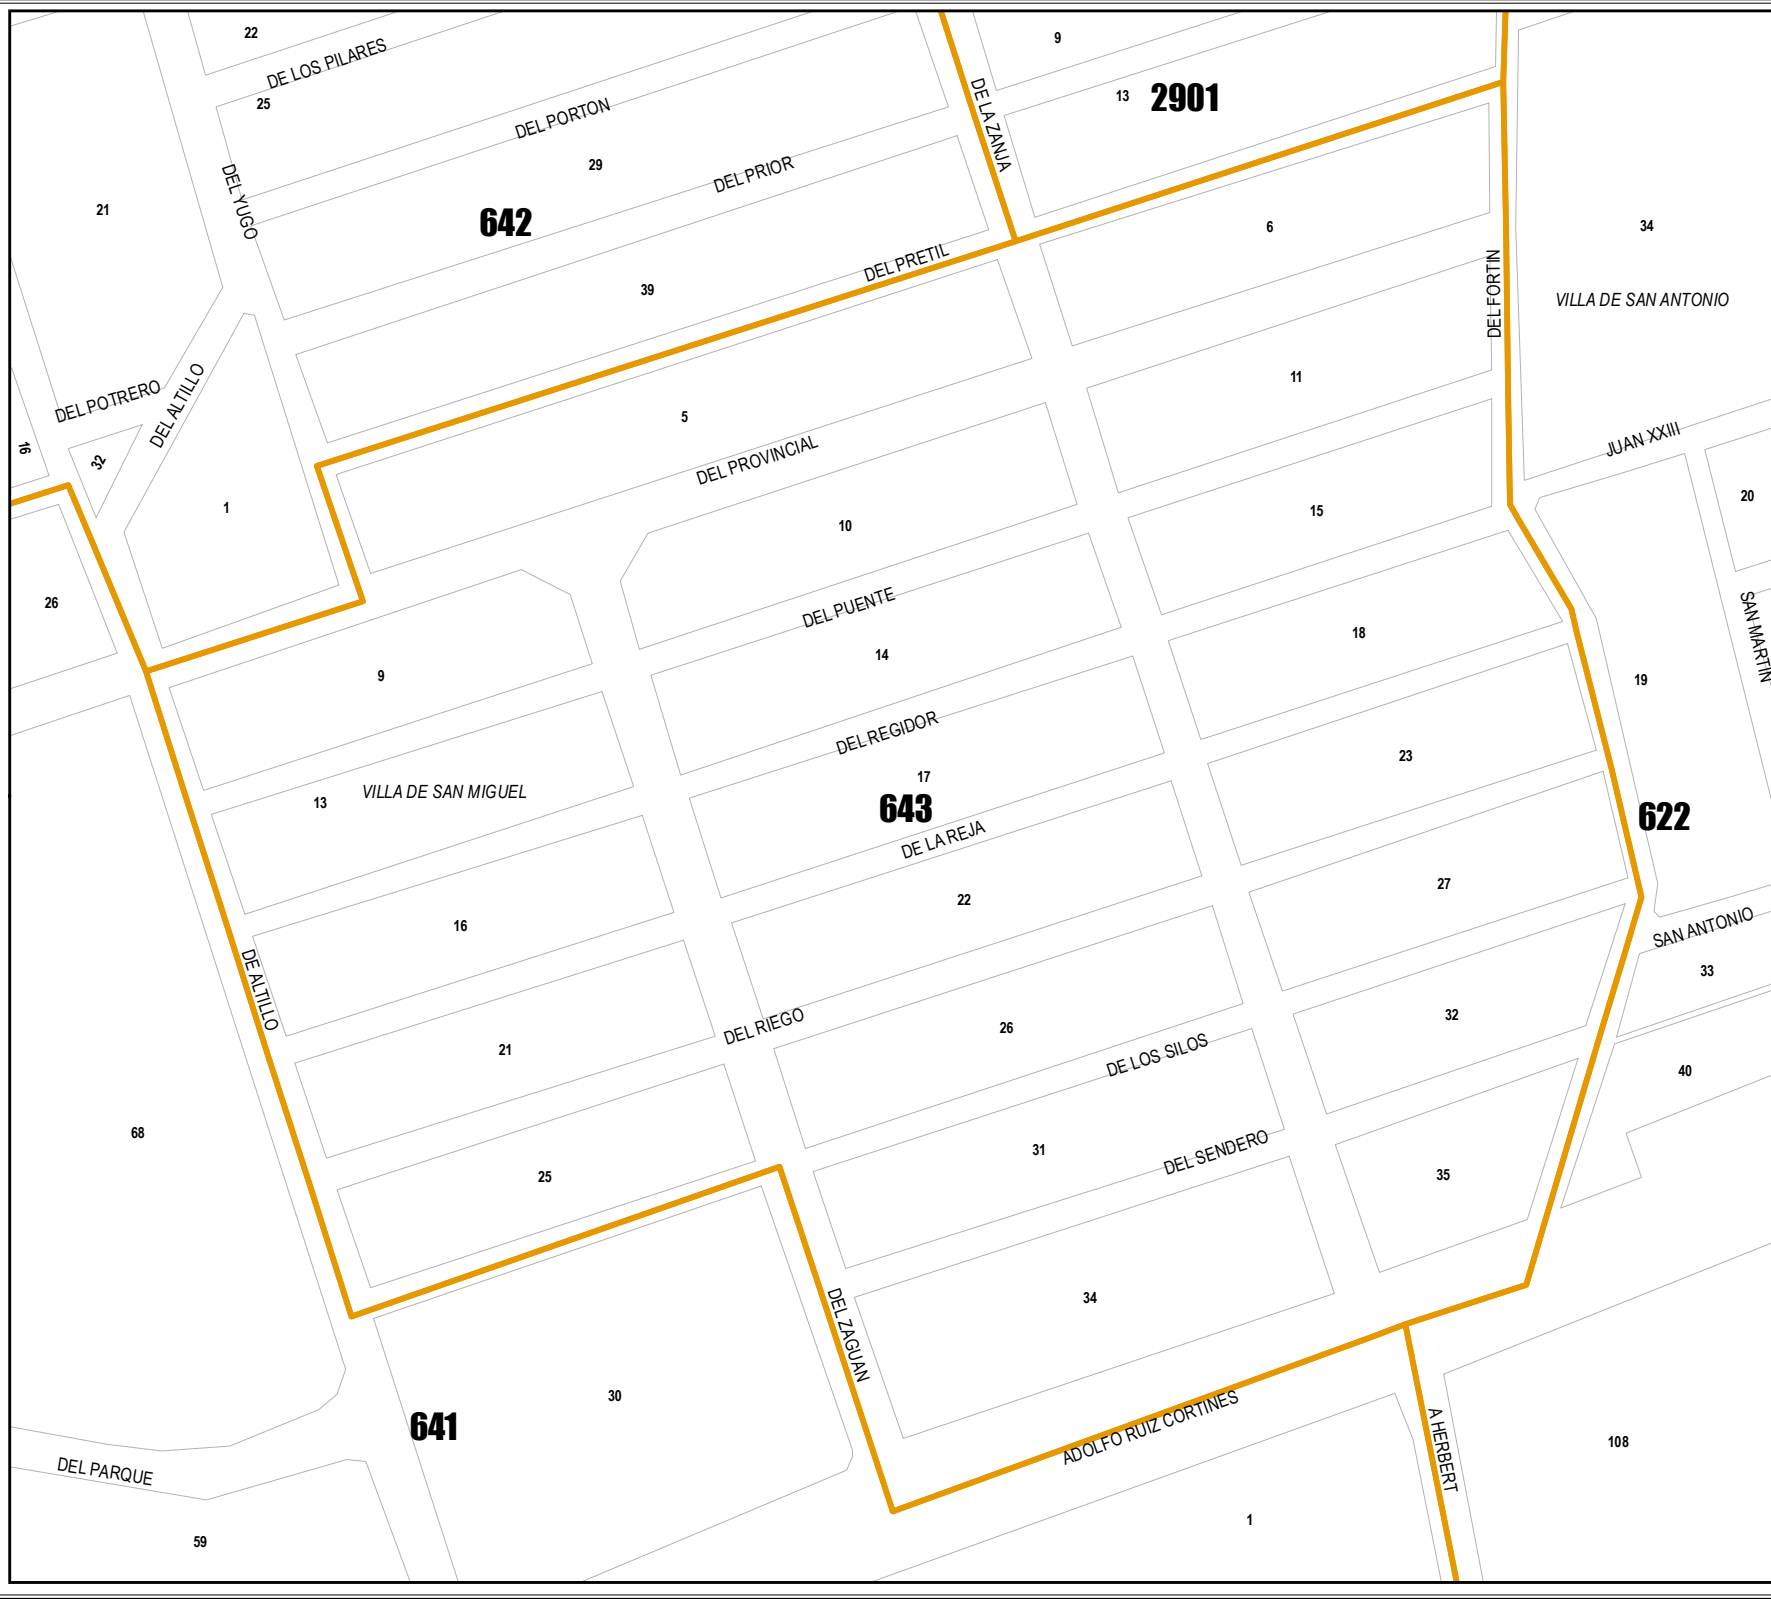 22
DE LOS PILARES
9
25
DEL PORTON
13
2901
DE LA ZANJA
29
DEL PRIOR
DEL YUGO
21
642
6
34
DEL PRETIL
39
DEL FORTIN
VILLA DE SAN ANTONIO
11
DEL POTRERO
DEL ALTILLO
5
JUAN XXIII
16
32
DEL PROVINCIAL
20
1
10
15
26
DEL PUENTE
SAN MARTIN
18
14
9
19
DEL REGIDOR
23
17
VILLA DE SAN MIGUEL
13
643
622
DE LA REJA
27
22
16
SAN ANTONIO
DE ALTILLO
33
32
DEL RIEGO
26
21
DE LOS SILOS
40
68
31
DEL SENDERO
25
35
34
DEL ZAGUAN
30
641
ADOLFO RUIZ CORTINES
A HERBERT
108
DEL PARQUE
1
59